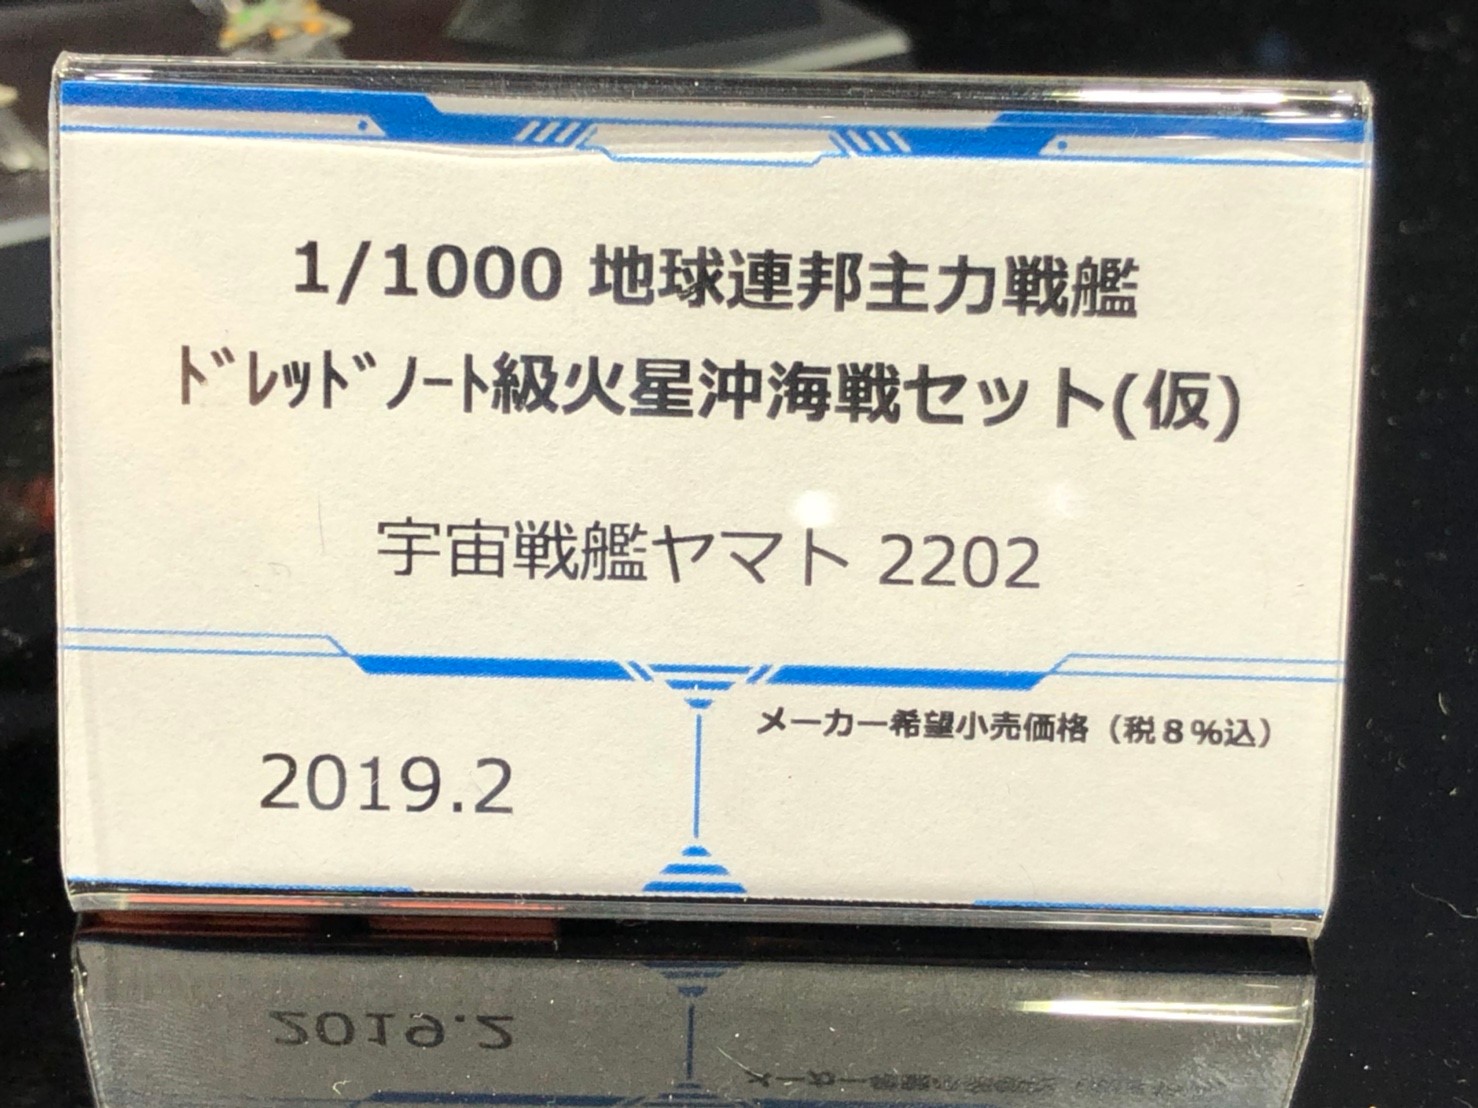 1/1000 地球連邦主力戦艦
ﾄﾞﾚｯﾄﾞﾉｰﾄ級火星沖海戦セット(仮)
宇宙戦艦ヤマト 2202
メーカー希望小売価格（税８％込）
2019.2